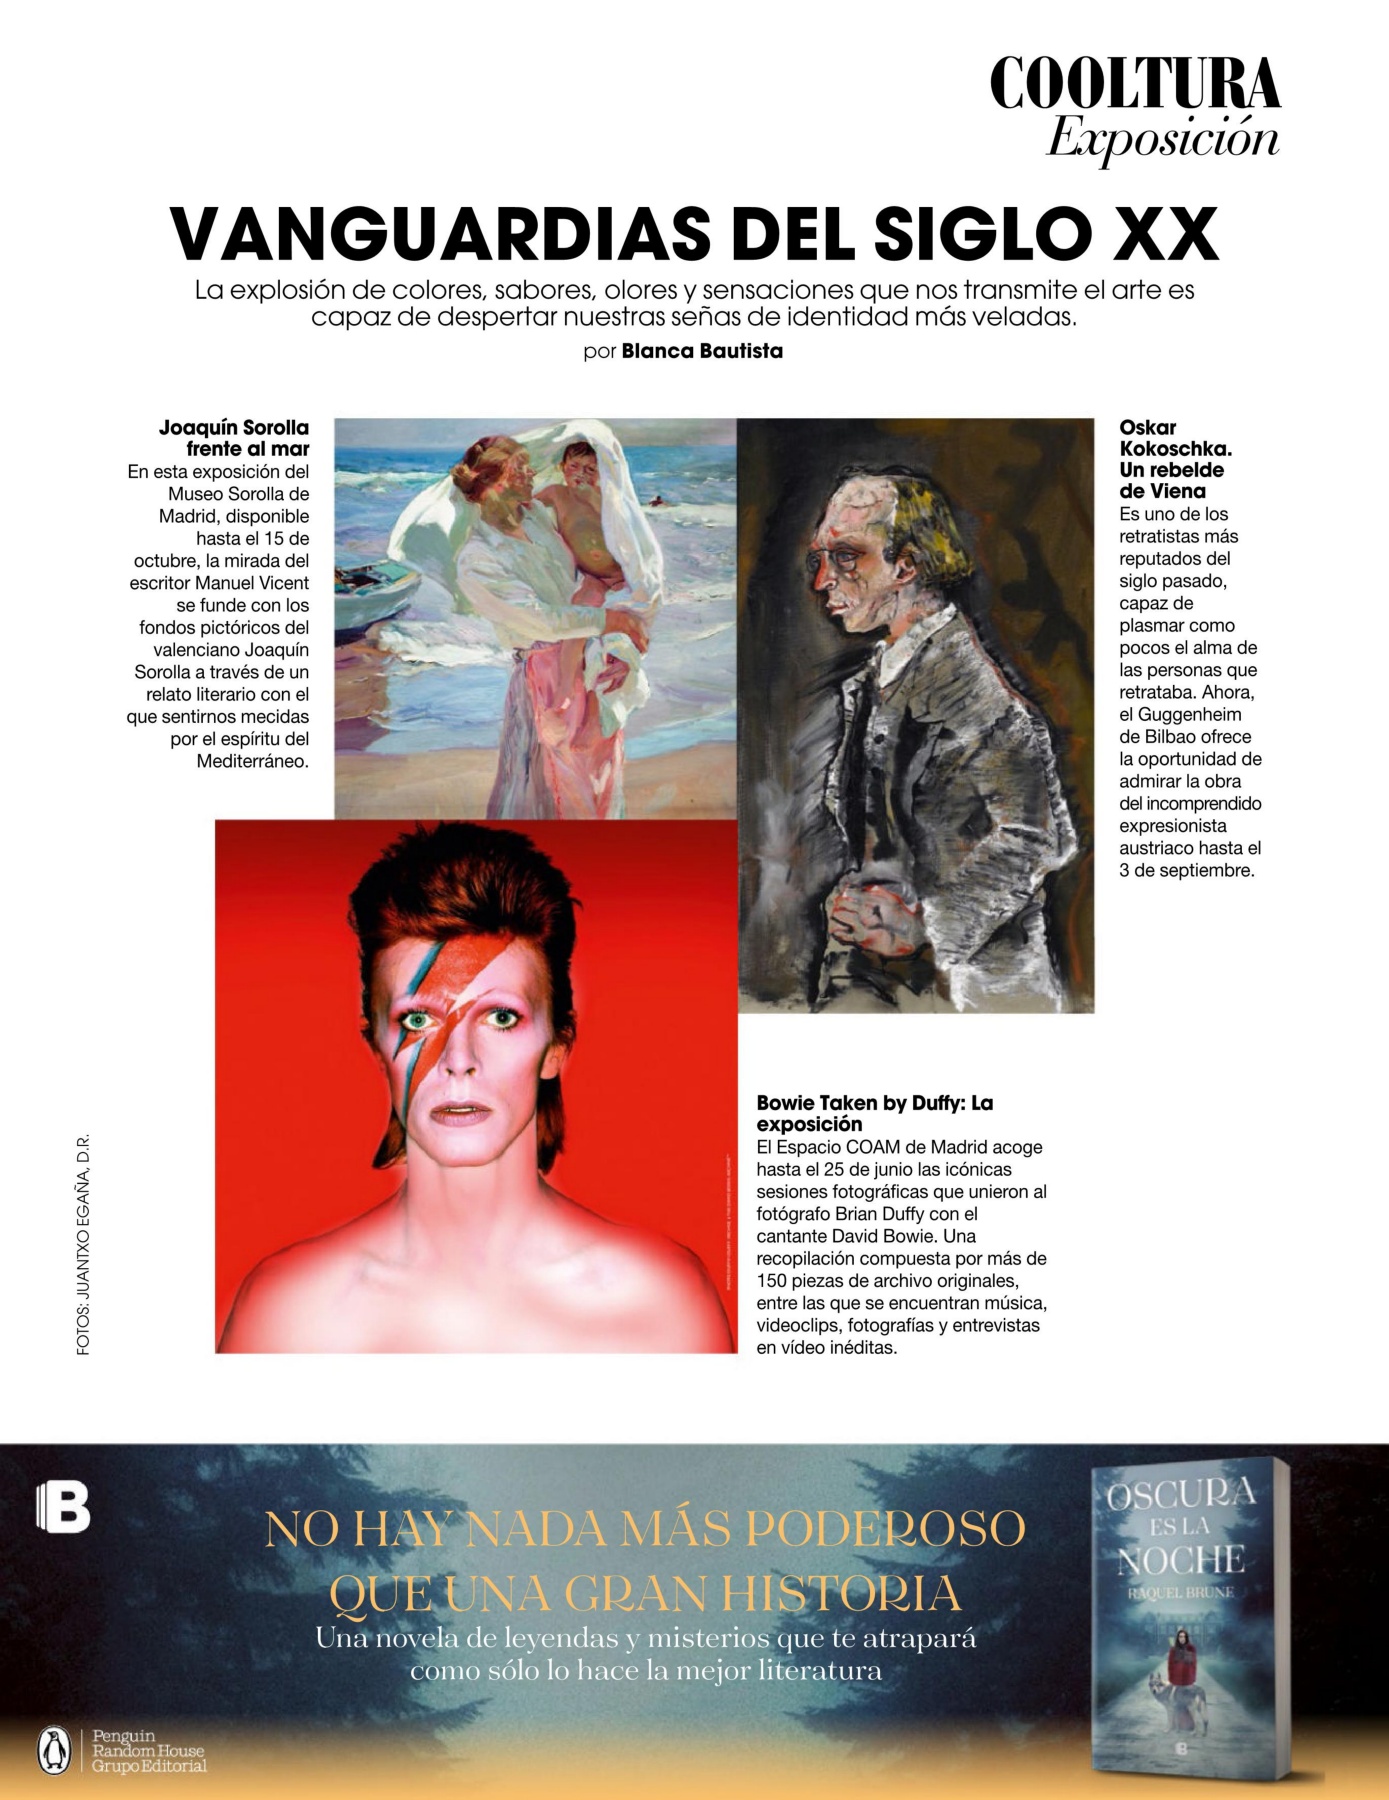 COOLTURA
Exposición
VANGUARDIAS DEL SIGLO XX
La explosión de colores, sabores, olores y sensaciones que nos transmite el arte es
capaz de despertar nuestras señas de identidad más veladas.
por Blanca Bautista
Joaquín Sorolla
frente al mar
En esta exposición del
Museo Sorolla de
Madrid, disponible
hasta el 15 de
octubre, la mirada del
escritor Manuel Vicent
se funde con los
fondos pictóricos del
valenciano Joaquín
Sorolla a través de un
relato literario con el
que sentirnos mecidas
por el espíritu del
Mediterráneo.
Oskar
Kokoschka.
Un rebelde
de Viena
Es uno de los
retratistas más
reputados del
siglo pasado,
capaz de
plasmar como
pocos el alma de
las personas que
retrataba. Ahora,
el Guggenheim
de Bilbao ofrece
la oportunidad de
admirar la obra
del incomprendido
expresionista
austriaco hasta el
3 de septiembre.
Bowie Taken by Duffy: La
exposición
El Espacio COAM de Madrid acoge
hasta el 25 de junio las icónicas
sesiones fotográficas que unieron al
fotógrafo Brian Duffy con el
cantante David Bowie. Una
recopilación compuesta por más de
150 piezas de archivo originales,
entre las que se encuentran música,
videoclips, fotografías y entrevistas
en vídeo inéditas.
FOTOS: JUANTXO EGAÑA, D.R.
B
NO HAY NADA MÁS PODEROSO
QUE UNA GRAN HISTORIA
Una novela de leyendas y misterios que te atrapará
como sólo lo hace la mejor literatura
OSCURA
ES LA
NOCHE
RAQUEL BRUNE
B
Penguin
Random House
Grupo Editorial